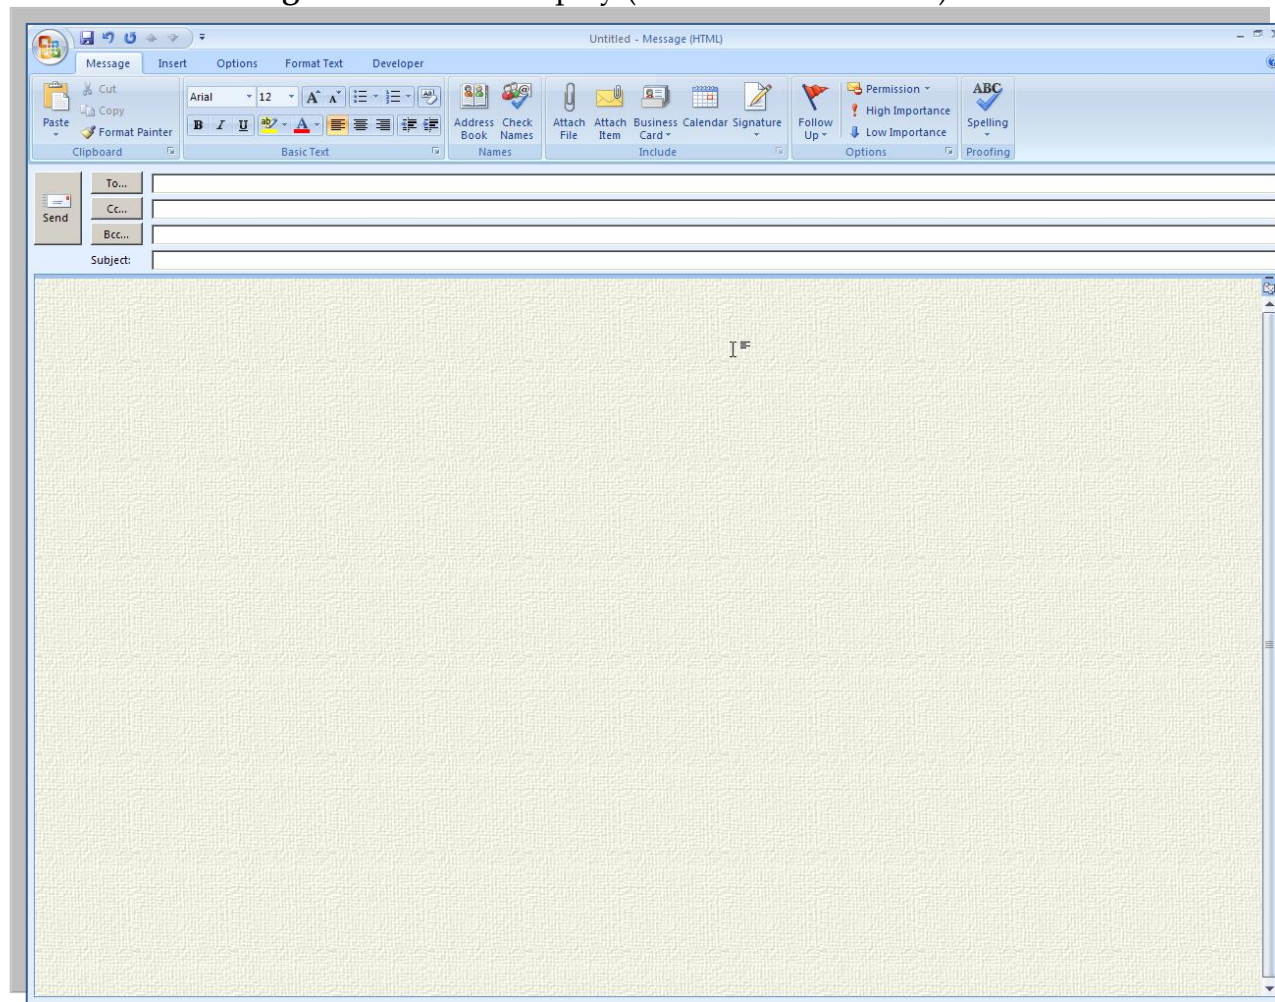 Untitled - Message (HTML)
Message Insert Options Format Text Developer
Cut
Copy
Paste
Format Painter
Clipboard
Arial 12
B I U
Basic Text
Address Book
Check Names
Names
Attach File
Attach Item
Business Card
Calendar
Signature
Include
Follow Up
Permission
High Importance
Low Importance
Options
ABC
Spelling
Proofing
Send
To...
Cc...
Bcc...
Subject: